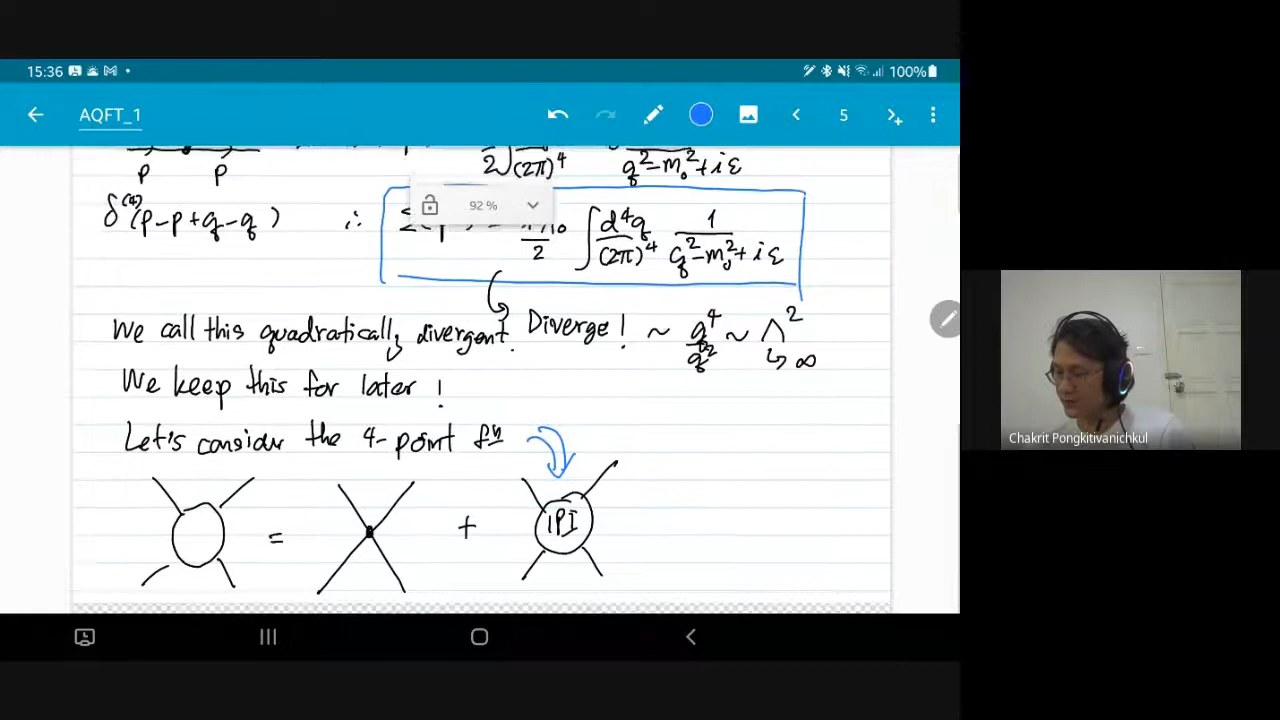 15:36 100%
AQFT_1 5
p p 2 ∫ (2π)⁴ q²-m₀²+iε
92 %
δ⁽⁴⁾(p-p+q-q) ∴ 2 ∫ d⁴q/(2π)⁴ 1/(q²-m₀²+iε)
We call this quadratically divergent. Diverge! ~ q⁴/q² ~ Λ² ↳ ∞
We keep this for later!
Let's consider the 4-point fn
= + 1PI
Chakrit Pongkitivanichkul